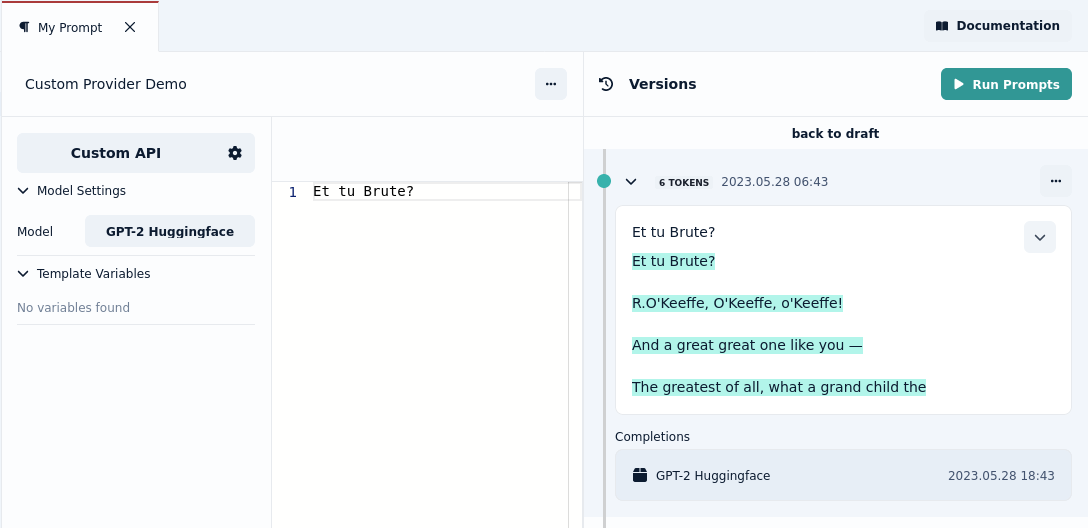 My Prompt
Documentation
Custom Provider Demo
...
Versions
Run Prompts
Custom API
Model Settings
Model
GPT-2 Huggingface
Template Variables
No variables found
1 Et tu Brute?
back to draft
6 TOKENS 2023.05.28 06:43
...
Et tu Brute?
Et tu Brute?
R.O'Keeffe, O'Keeffe, o'Keeffe!
And a great great one like you —
The greatest of all, what a grand child the
Completions
GPT-2 Huggingface 2023.05.28 18:43